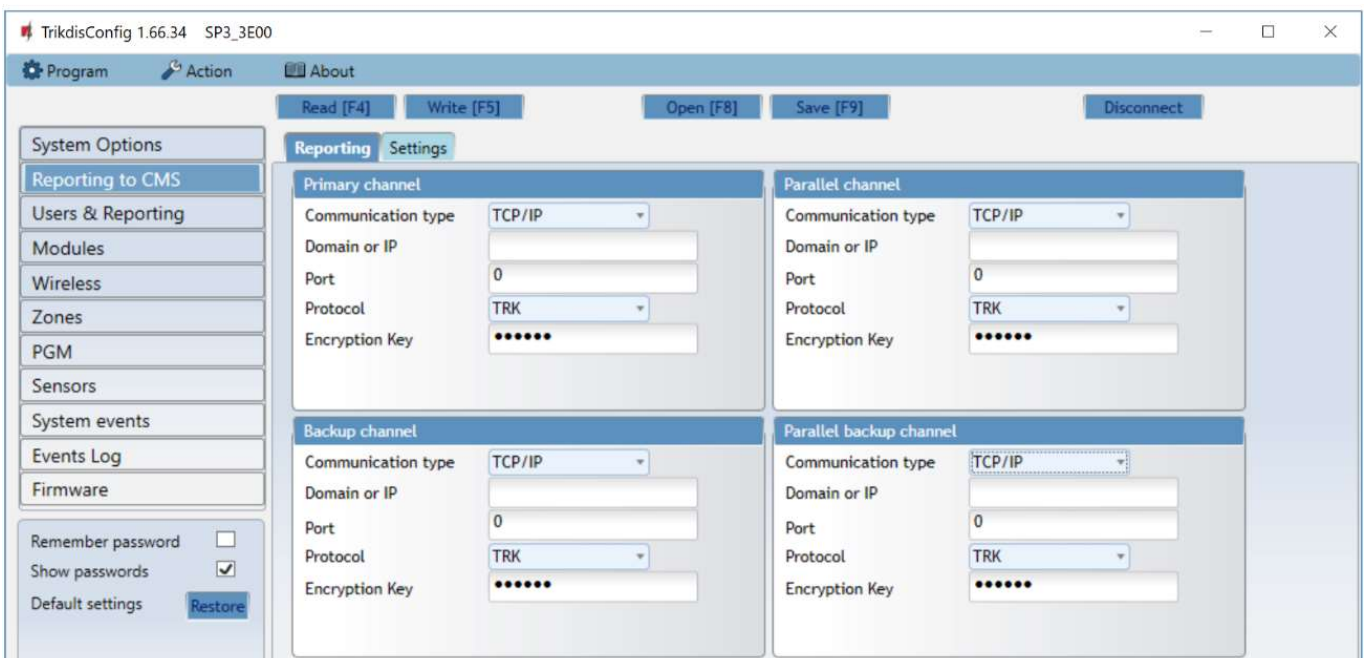 TrikdisConfig 1.66.34 SP3_3E00
Program Action About
Read [F4] Write [F5] Open [F8] Save [F9] Disconnect
System Options
Reporting to CMS
Users & Reporting
Modules
Wireless
Zones
PGM
Sensors
System events
Events Log
Firmware
Remember password
Show passwords
Default settings Restore
Reporting Settings
Primary channel
Communication type TCP/IP
Domain or IP
Port 0
Protocol TRK
Encryption Key ••••••
Parallel channel
Communication type TCP/IP
Domain or IP
Port 0
Protocol TRK
Encryption Key ••••••
Backup channel
Communication type TCP/IP
Domain or IP
Port 0
Protocol TRK
Encryption Key ••••••
Parallel backup channel
Communication type TCP/IP
Domain or IP
Port 0
Protocol TRK
Encryption Key ••••••